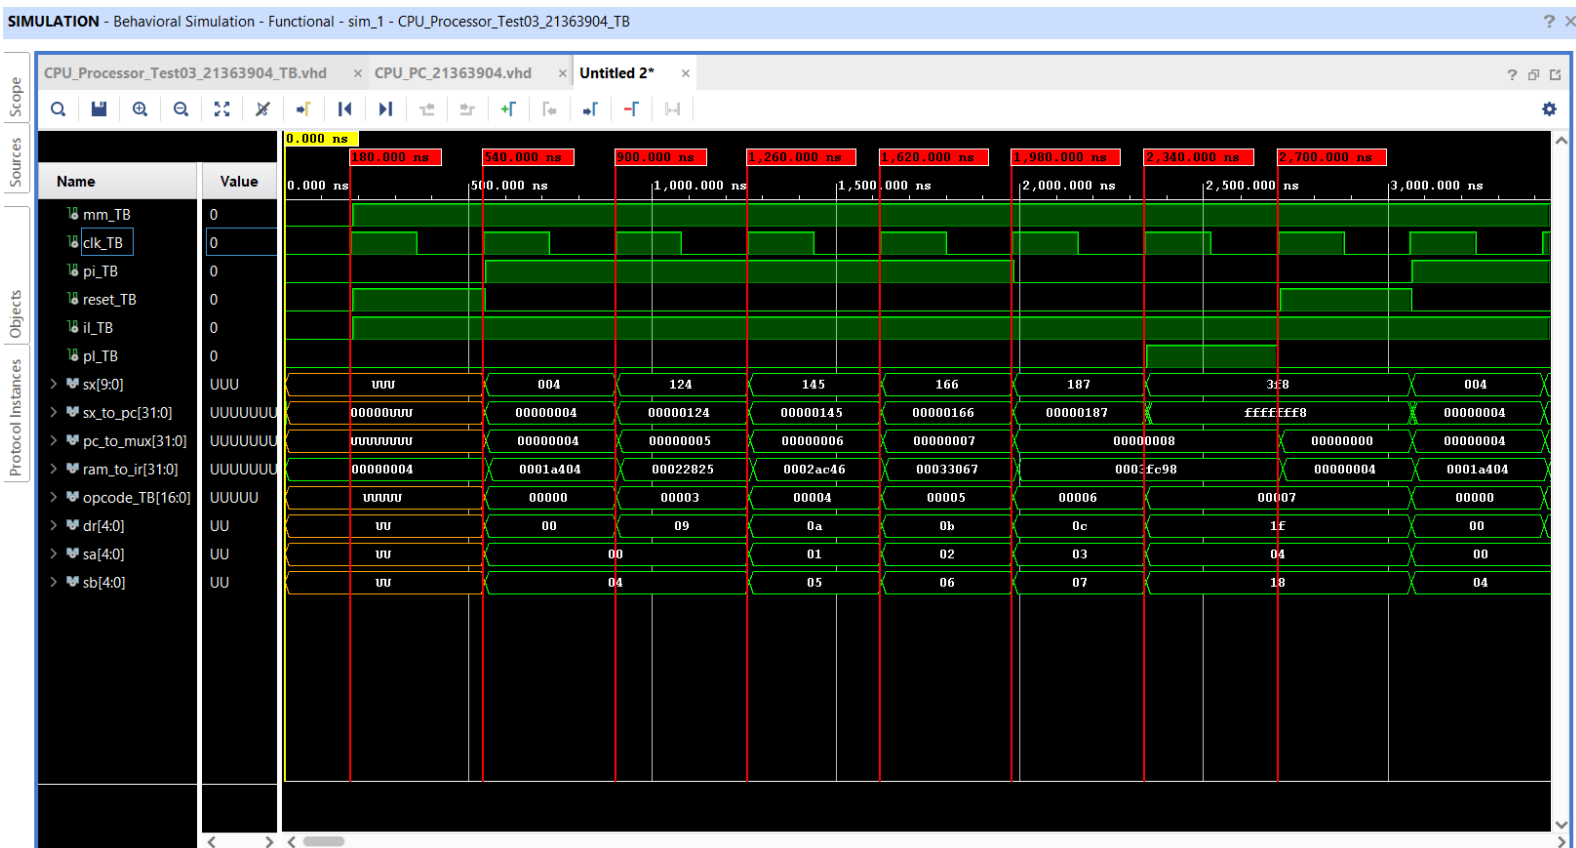 SIMULATION - Behavioral Simulation - Functional - sim_1 - CPU_Processor_Test03_21363904_TB ? ×
CPU_Processor_Test03_21363904_TB.vhd × CPU_PC_21363904.vhd × Untitled 2* × ?
Scope
Sources
Objects
Protocol Instances
0.000 ns
180.000 ns 540.000 ns 900.000 ns 1,260.000 ns 1,620.000 ns 1,980.000 ns 2,340.000 ns 2,700.000 ns
Name Value 0.000 ns 500.000 ns 1,000.000 ns 1,500.000 ns 2,000.000 ns 2,500.000 ns 3,000.000 ns
mm_TB 0
clk_TB 0
pi_TB 0
reset_TB 0
il_TB 0
pl_TB 0
sx[9:0] UUU UUU 004 124 145 166 187 3f8 004
sx_to_pc[31:0] UUUUUUU 00000UUU 00000004 00000124 00000145 00000166 00000187 fffffff8 00000004
pc_to_mux[31:0] UUUUUUU UUUUUUUU 00000004 00000005 00000006 00000007 00000008 00000000 00000004
ram_to_ir[31:0] UUUUUUU 00000004 0001a404 00022825 0002ac46 00033067 0003fc98 00000004 0001a404
opcode_TB[16:0] UUUUU UUUUU 00000 00003 00004 00005 00006 00007 00000
dr[4:0] UU UU 00 09 0a 0b 0c 1f 00
sa[4:0] UU UU 00 01 02 03 04 00
sb[4:0] UU UU 04 05 06 07 18 04